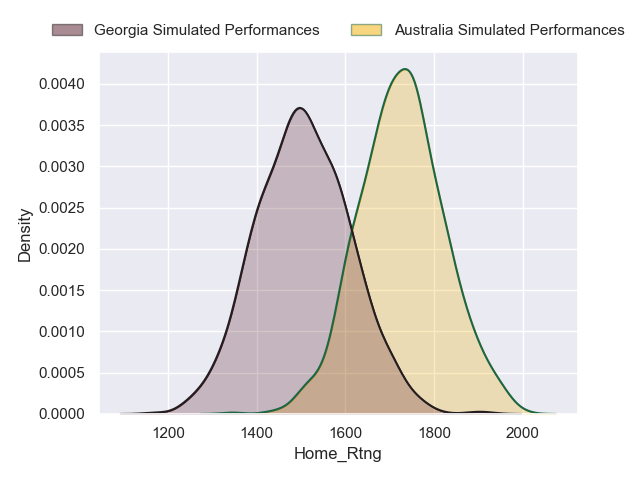 Georgia Simulated Performances Australia Simulated Performances
0.0040
0.0035
0.0030
0.0025
0.0020
0.0015
0.0010
0.0005
0.0000
Density
1200 1400 1600 1800 2000
Home_Rtng